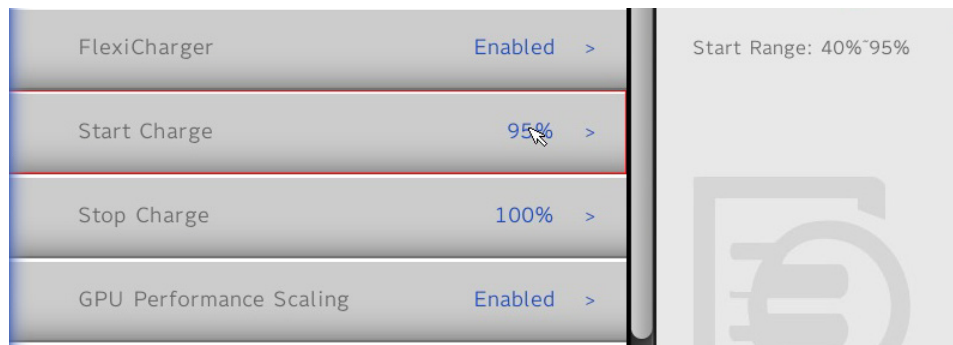 FlexiCharger Enabled >
Start Charge 95% >
Stop Charge 100% >
GPU Performance Scaling Enabled >
Start Range: 40%~95%